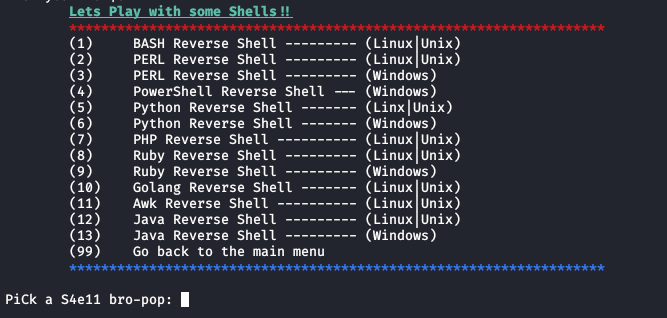 Lets Play with some Shells!!
*******************************************************************
(1) BASH Reverse Shell --------- (Linux|Unix)
(2) PERL Reverse Shell --------- (Linux|Unix)
(3) PERL Reverse Shell --------- (Windows)
(4) PowerShell Reverse Shell --- (Windows)
(5) Python Reverse Shell ------- (Linx|Unix)
(6) Python Reverse Shell ------- (Windows)
(7) PHP Reverse Shell ---------- (Linux|Unix)
(8) Ruby Reverse Shell --------- (Linux|Unix)
(9) Ruby Reverse Shell --------- (Windows)
(10) Golang Reverse Shell ------- (Linux|Unix)
(11) Awk Reverse Shell ---------- (Linux|Unix)
(12) Java Reverse Shell --------- (Linux|Unix)
(13) Java Reverse Shell --------- (Windows)
(99) Go back to the main menu
*******************************************************************
PiCk a S4e11 bro-pop: